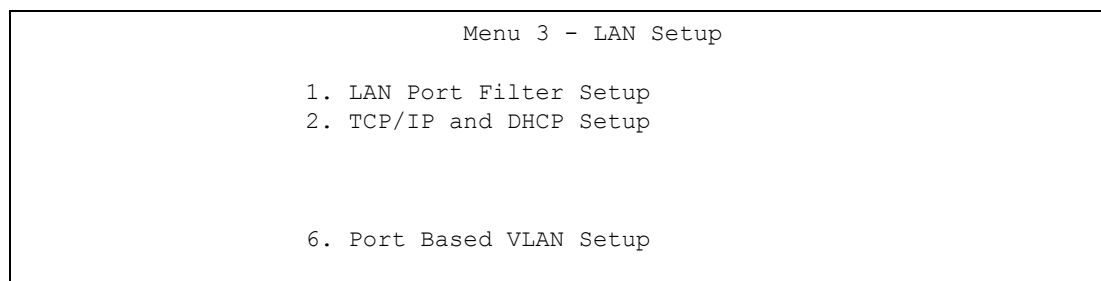 Menu 3 - LAN Setup
1. LAN Port Filter Setup
2. TCP/IP and DHCP Setup
6. Port Based VLAN Setup